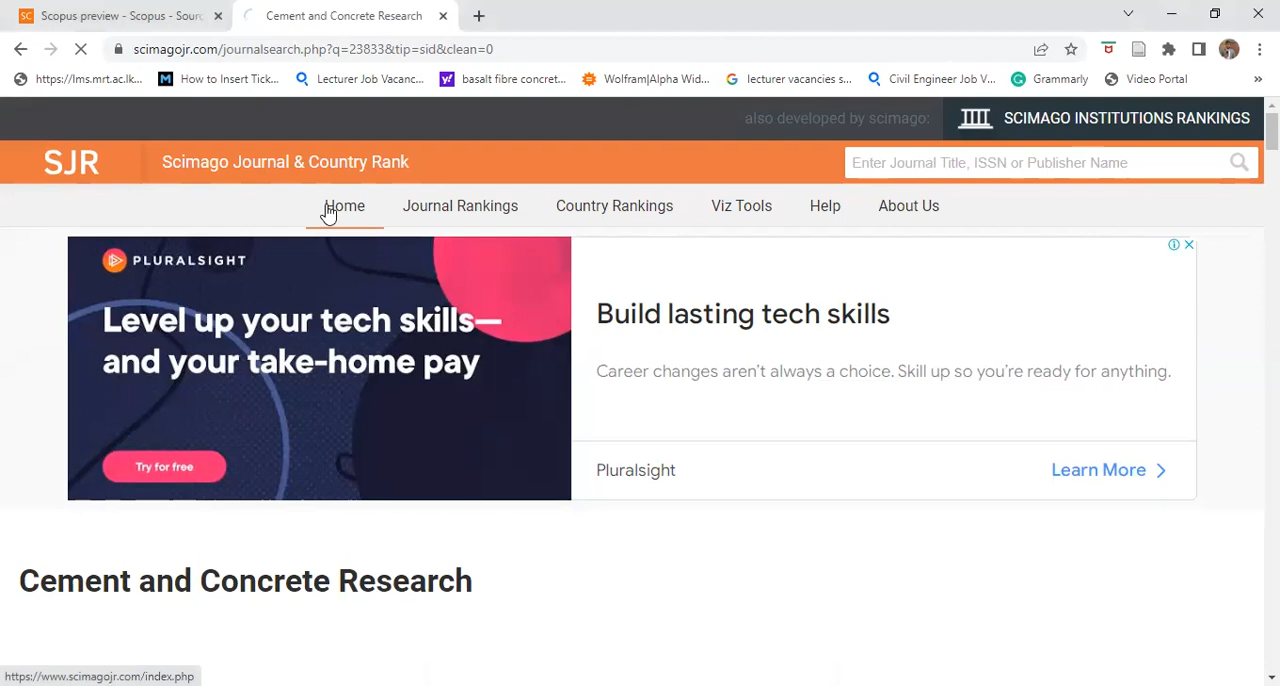 Scopus preview - Scopus - Sourc
Cement and Concrete Research
scimagojr.com/journalsearch.php?q=23833&tip=sid&clean=0
https://lms.mrt.ac.lk...
How to Insert Tick...
Lecturer Job Vacanc...
basalt fibre concret...
Wolfram|Alpha Wid...
lecturer vacancies s...
Civil Engineer Job V...
Grammarly
Video Portal
also developed by scimago:
SCIMAGO INSTITUTIONS RANKINGS
SJR
Scimago Journal & Country Rank
Enter Journal Title, ISSN or Publisher Name
Home
Journal Rankings
Country Rankings
Viz Tools
Help
About Us
PLURALSIGHT
Level up your tech skills—
and your take-home pay
Try for free
Build lasting tech skills
Career changes aren't always a choice. Skill up so you're ready for anything.
Pluralsight
Learn More
Cement and Concrete Research
https://www.scimagojr.com/index.php